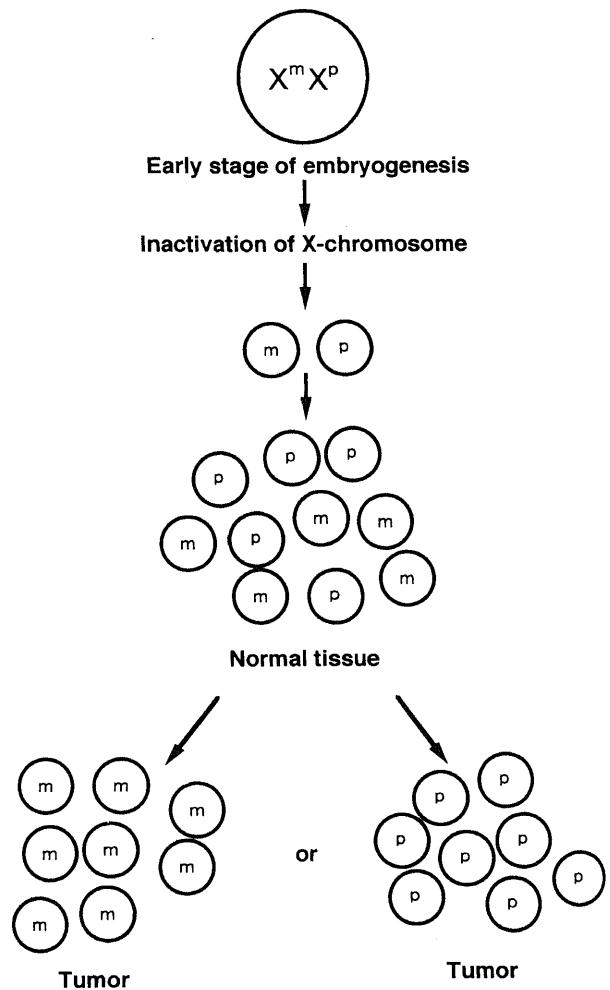 XᵐXᵖ
Early stage of embryogenesis
Inactivation of X-chromosome
m p
p p
p
m m
m p
m
m p
Normal tissue
m m
m
m m
m
m m
or
p p
p p
p
p
p p
Tumor
Tumor